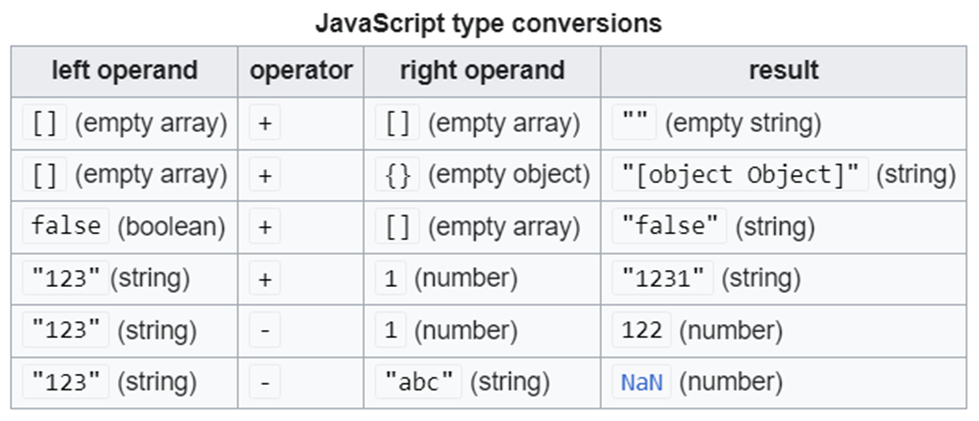 JavaScript type conversions
left operand operator right operand result
[] (empty array) + [] (empty array) "" (empty string)
[] (empty array) + {} (empty object) "[object Object]" (string)
false (boolean) + [] (empty array) "false" (string)
"123" (string) + 1 (number) "1231" (string)
"123" (string) - 1 (number) 122 (number)
"123" (string) - "abc" (string) NaN (number)